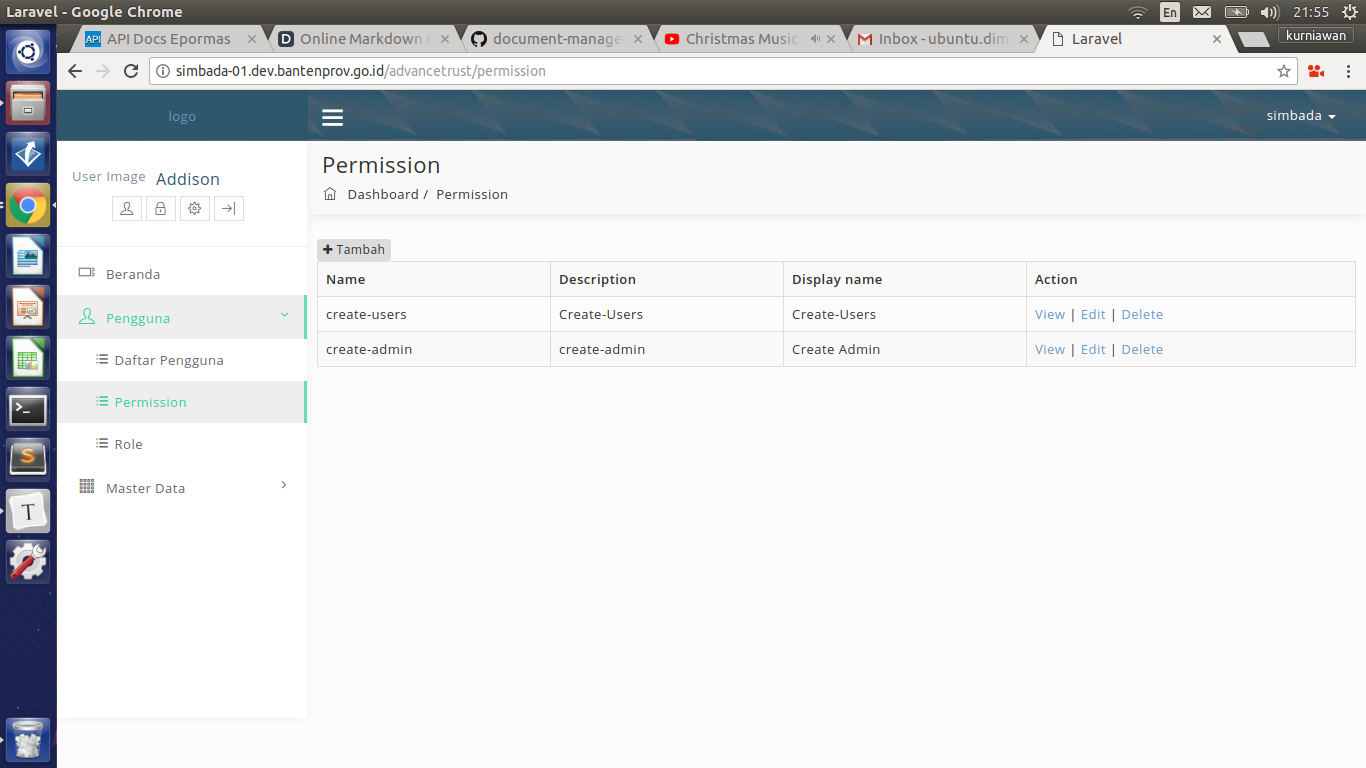 Laravel - Google Chrome
En
21:55
API Docs Epormas
Online Markdown E
document-manage
Christmas Music
Inbox - ubuntu.dim
Laravel
kurniawan
simbada-01.dev.bantenprov.go.id/advancetrust/permission
logo
simbada
User Image
Addison
Permission
Dashboard / Permission
Beranda
Pengguna
Daftar Pengguna
Permission
Role
Master Data
+ Tambah
Name Description Display name Action
create-users Create-Users Create-Users View | Edit | Delete
create-admin create-admin Create Admin View | Edit | Delete
API
D
S
T